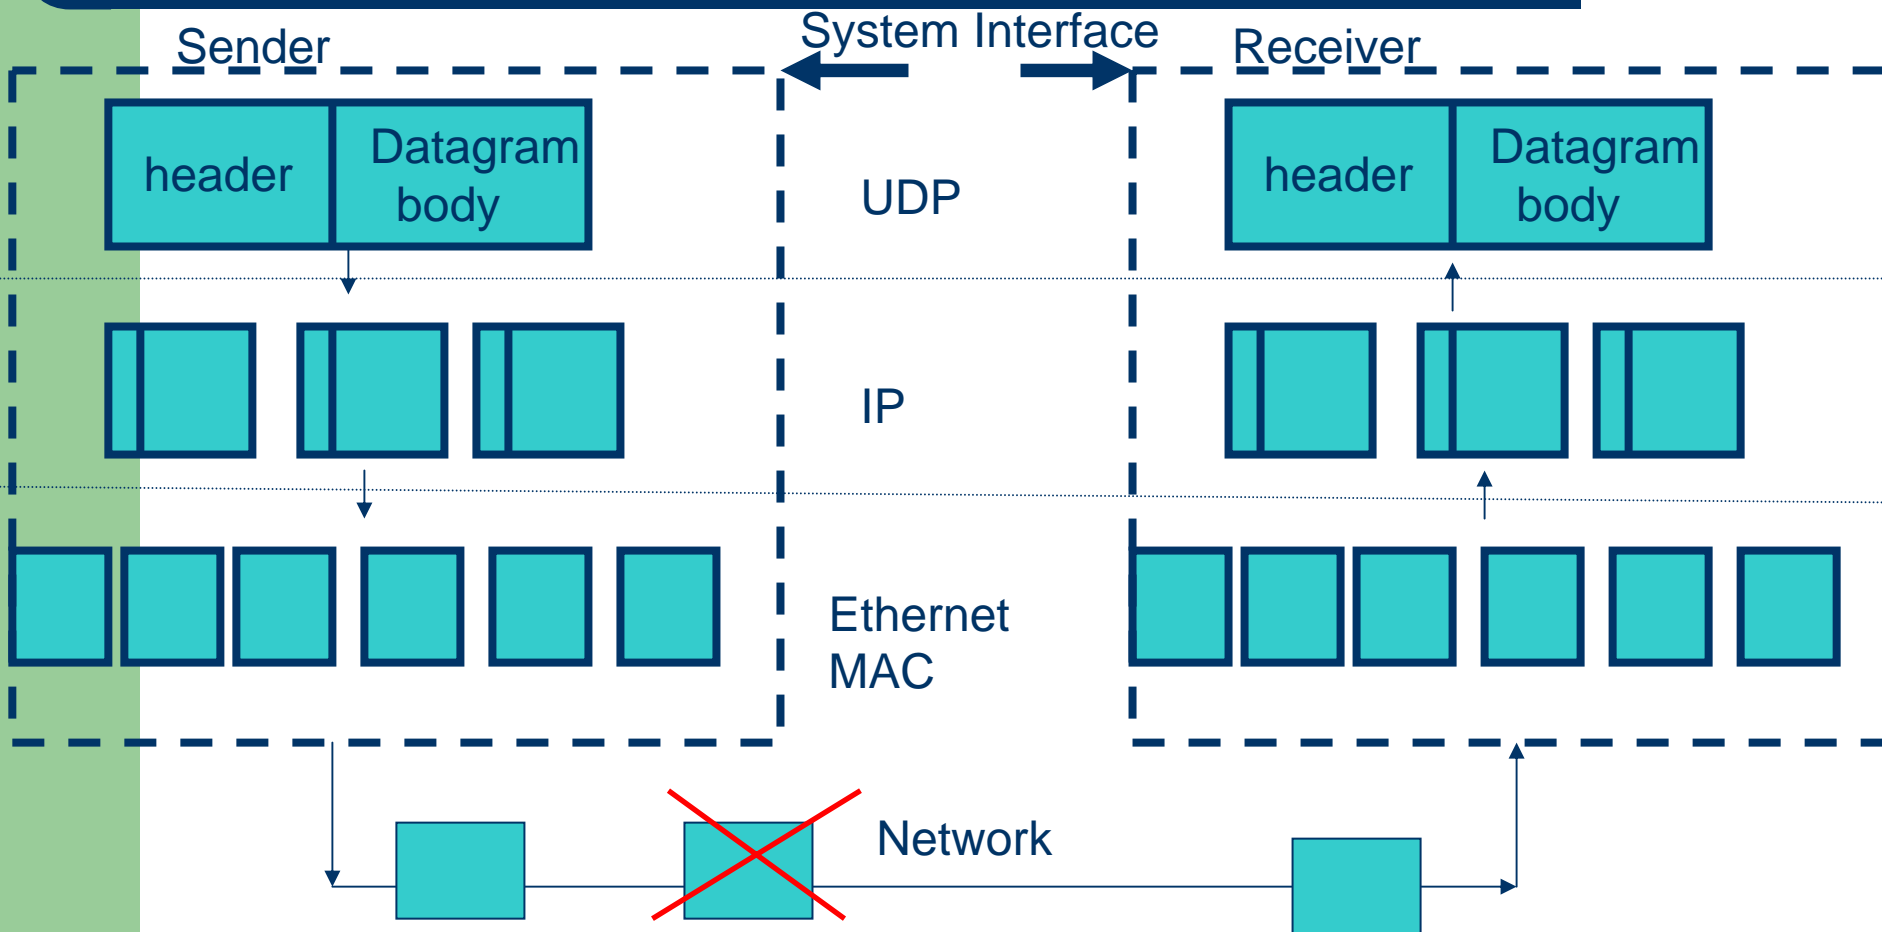 System Interface
Sender
Receiver
header
Datagram
body
UDP
header
Datagram
body
IP
Ethernet
MAC
Network